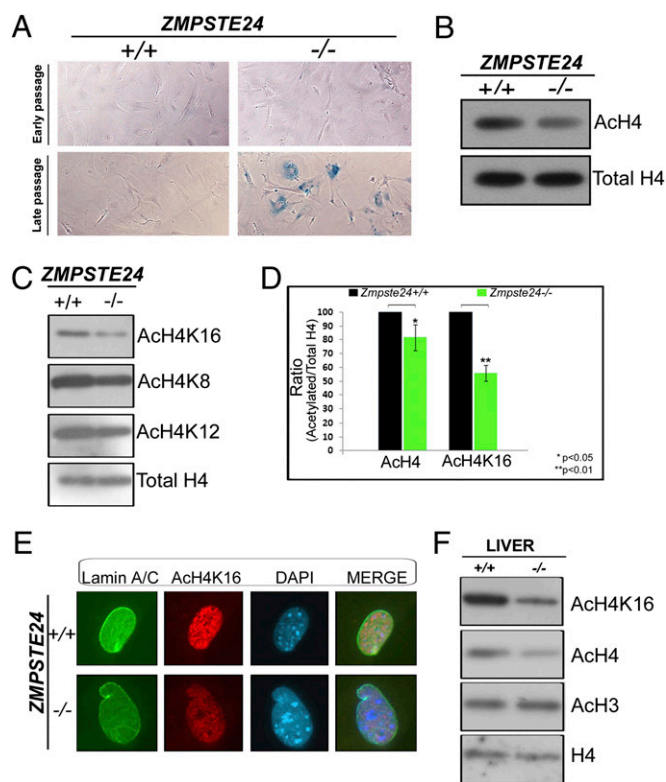 A
ZMPSTE24
+/+ -/-
Early passage
Late passage
B
ZMPSTE24
+/+ -/-
AcH4
Total H4
C
ZMPSTE24
+/+ -/-
AcH4K16
AcH4K8
AcH4K12
Total H4
D
Zmpste24+/+ Zmpste24-/-
Ratio
(Acetylated/Total H4)
100
90
80
70
60
50
40
30
20
10
0
*
**
AcH4 AcH4K16
* p<0.05
**p<0.01
E
Lamin A/C AcH4K16 DAPI MERGE
ZMPSTE24
+/+
-/-
F
LIVER
+/+ -/-
AcH4K16
AcH4
AcH3
H4